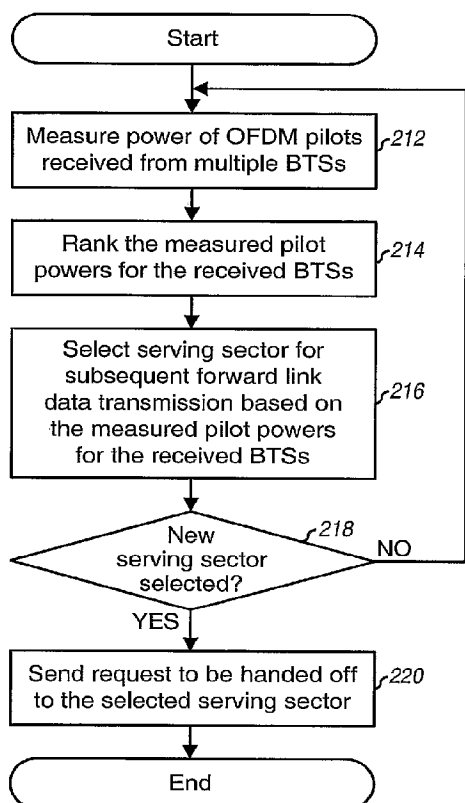 Start
Measure power of OFDM pilots
received from multiple BTSs
212
Rank the measured pilot
powers for the received BTSs
214
Select serving sector for
subsequent forward link
data transmission based on
the measured pilot powers
for the received BTSs
216
New
serving sector
selected?
218
NO
YES
Send request to be handed off
to the selected serving sector
220
End